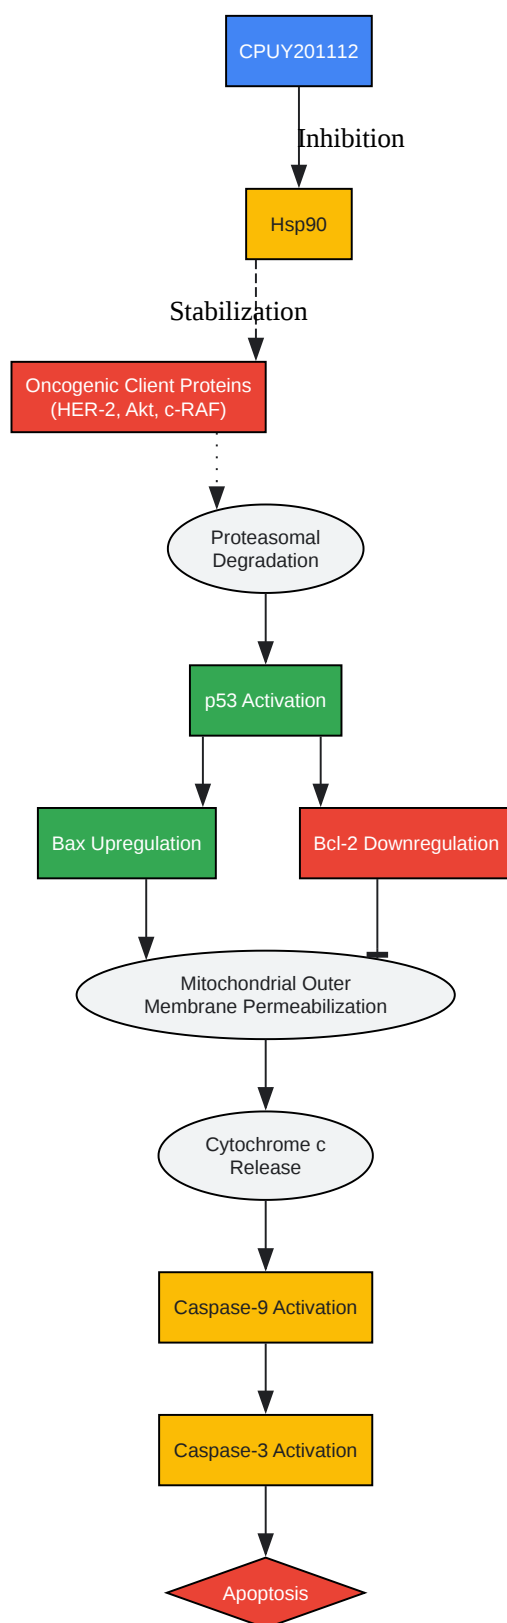 CPUY201112
Inhibition
Hsp90
Stabilization
Oncogenic Client Proteins
(HER-2, Akt, c-RAF)
Proteasomal
Degradation
p53 Activation
Bax Upregulation
Bcl-2 Downregulation
Mitochondrial Outer
Membrane Permeabilization
Cytochrome c
Release
Caspase-9 Activation
Caspase-3 Activation
Apoptosis